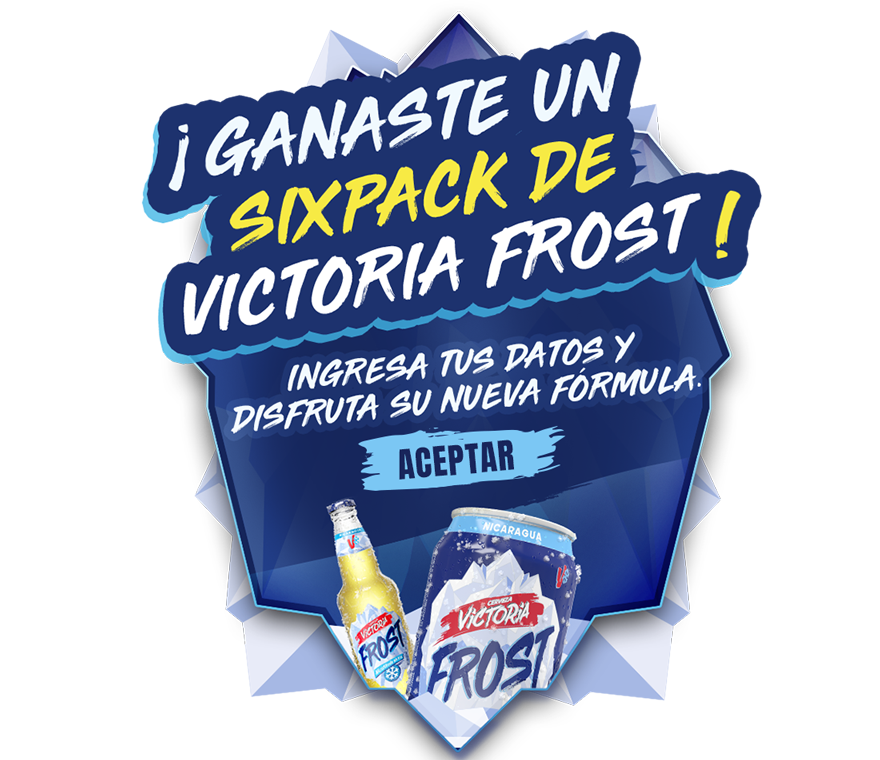 ¡GANASTE UN
SIXPACK DE
VICTORIA FROST!
INGRESA TUS DATOS Y
DISFRUTA SU NUEVA FÓRMULA.
ACEPTAR
NICARAGUA
CERVEZA
VICTORIA
FROST
VICTORIA
FROST